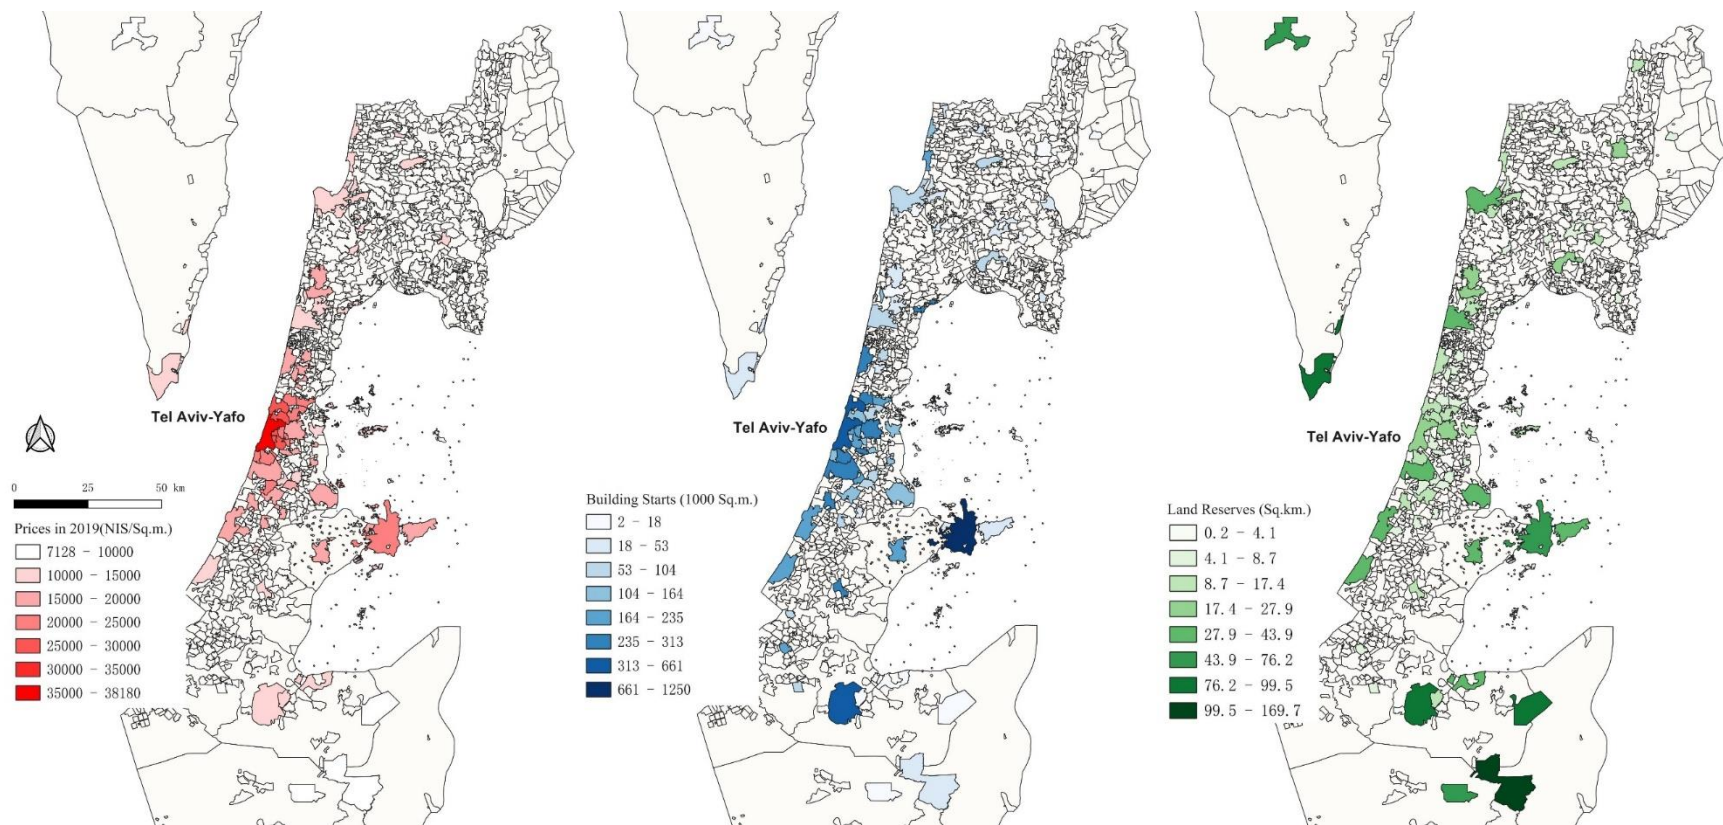 Tel Aviv-Yafo
0 25 50 km
Prices in 2019(NIS/Sq.m.)
7128 - 10000
10000 - 15000
15000 - 20000
20000 - 25000
25000 - 30000
30000 - 35000
35000 - 38180
Tel Aviv-Yafo
Building Starts (1000 Sq.m.)
2 - 18
18 - 53
53 - 104
104 - 164
164 - 235
235 - 313
313 - 661
661 - 1250
Tel Aviv-Yafo
Land Reserves (Sq.km.)
0.2 - 4.1
4.1 - 8.7
8.7 - 17.4
17.4 - 27.9
27.9 - 43.9
43.9 - 76.2
76.2 - 99.5
99.5 - 169.7